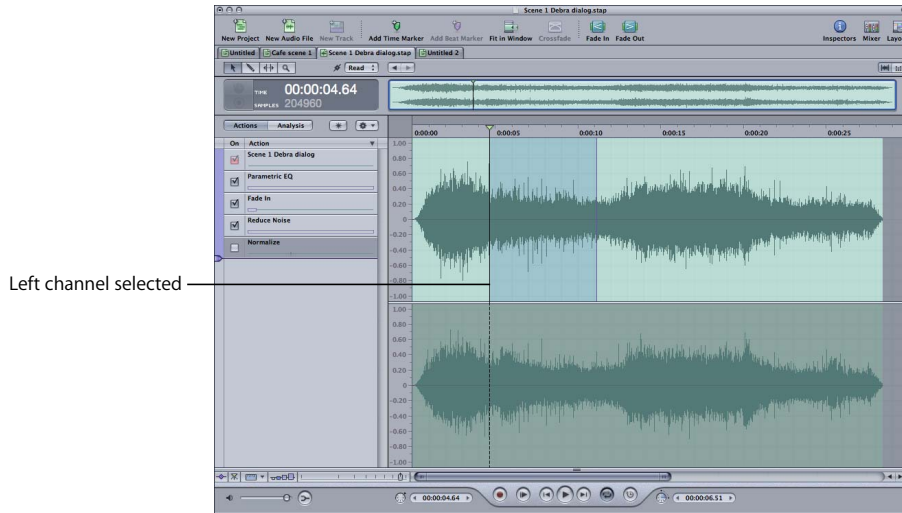 Scene 1 Debra dialog.stap
New Project New Audio File New Track Add Time Marker Add Beat Marker Fit in Window Crossfade Fade In Fade Out Inspectors Mixer Layo
Untitled Cafe scene 1 Scene 1 Debra dialog.stap Untitled 2
Read
TIME 00:00:04.64
SAMPLES 204960
Actions Analysis
0:00:00 0:00:05 0:00:10 0:00:15 0:00:20 0:00:25
On Action
Scene 1 Debra dialog
Parametric EQ
Fade In
Reduce Noise
Normalize
1.00
0.80
0.60
0.40
0.20
0
-0.20
-0.40
-0.60
-0.80
-1.00
Left channel selected
1.00
0.80
0.60
0.40
0.20
0
-0.20
-0.40
-0.60
-0.80
-1.00
00:00:04.64
00:00:06.51